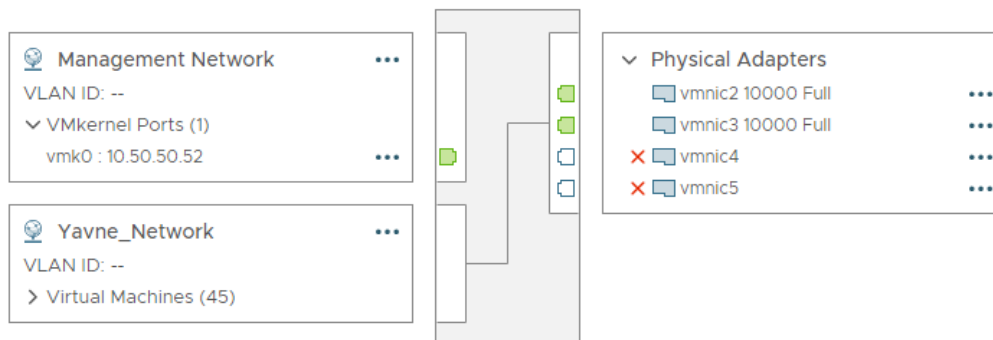 Management Network
VLAN ID: --
VMkernel Ports (1)
vmk0 : 10.50.50.52
Yavne_Network
VLAN ID: --
Virtual Machines (45)
Physical Adapters
vmnic2 10000 Full
vmnic3 10000 Full
vmnic4
vmnic5